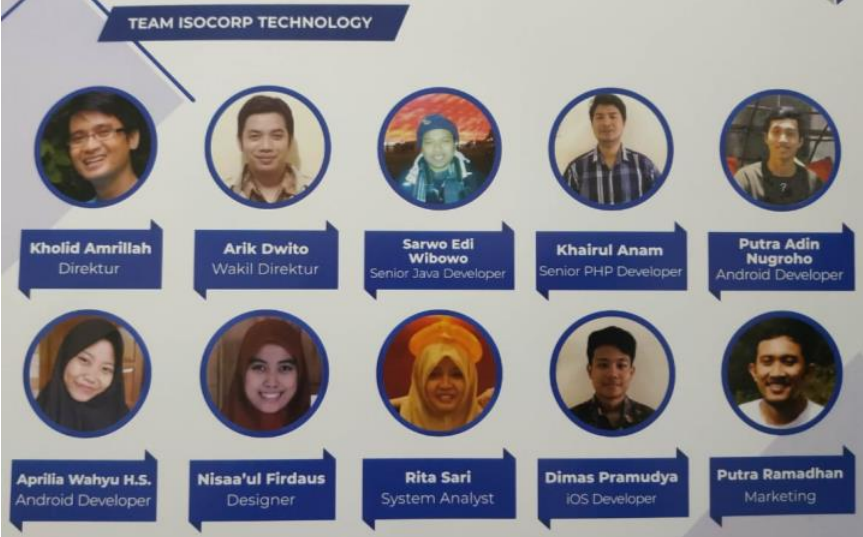 TEAM ISOCORP TECHNOLOGY
Kholid Amrillah
Direktur
Arik Dwito
Wakil Direktur
Sarwo Edi
Wibowo
Senior Java Developer
Khairul Anam
Senior PHP Developer
Putra Adin
Nugroho
Android Developer
Aprilia Wahyu H.S.
Android Developer
Nisaa'ul Firdaus
Designer
Rita Sari
System Analyst
Dimas Pramudya
iOS Developer
Putra Ramadhan
Marketing